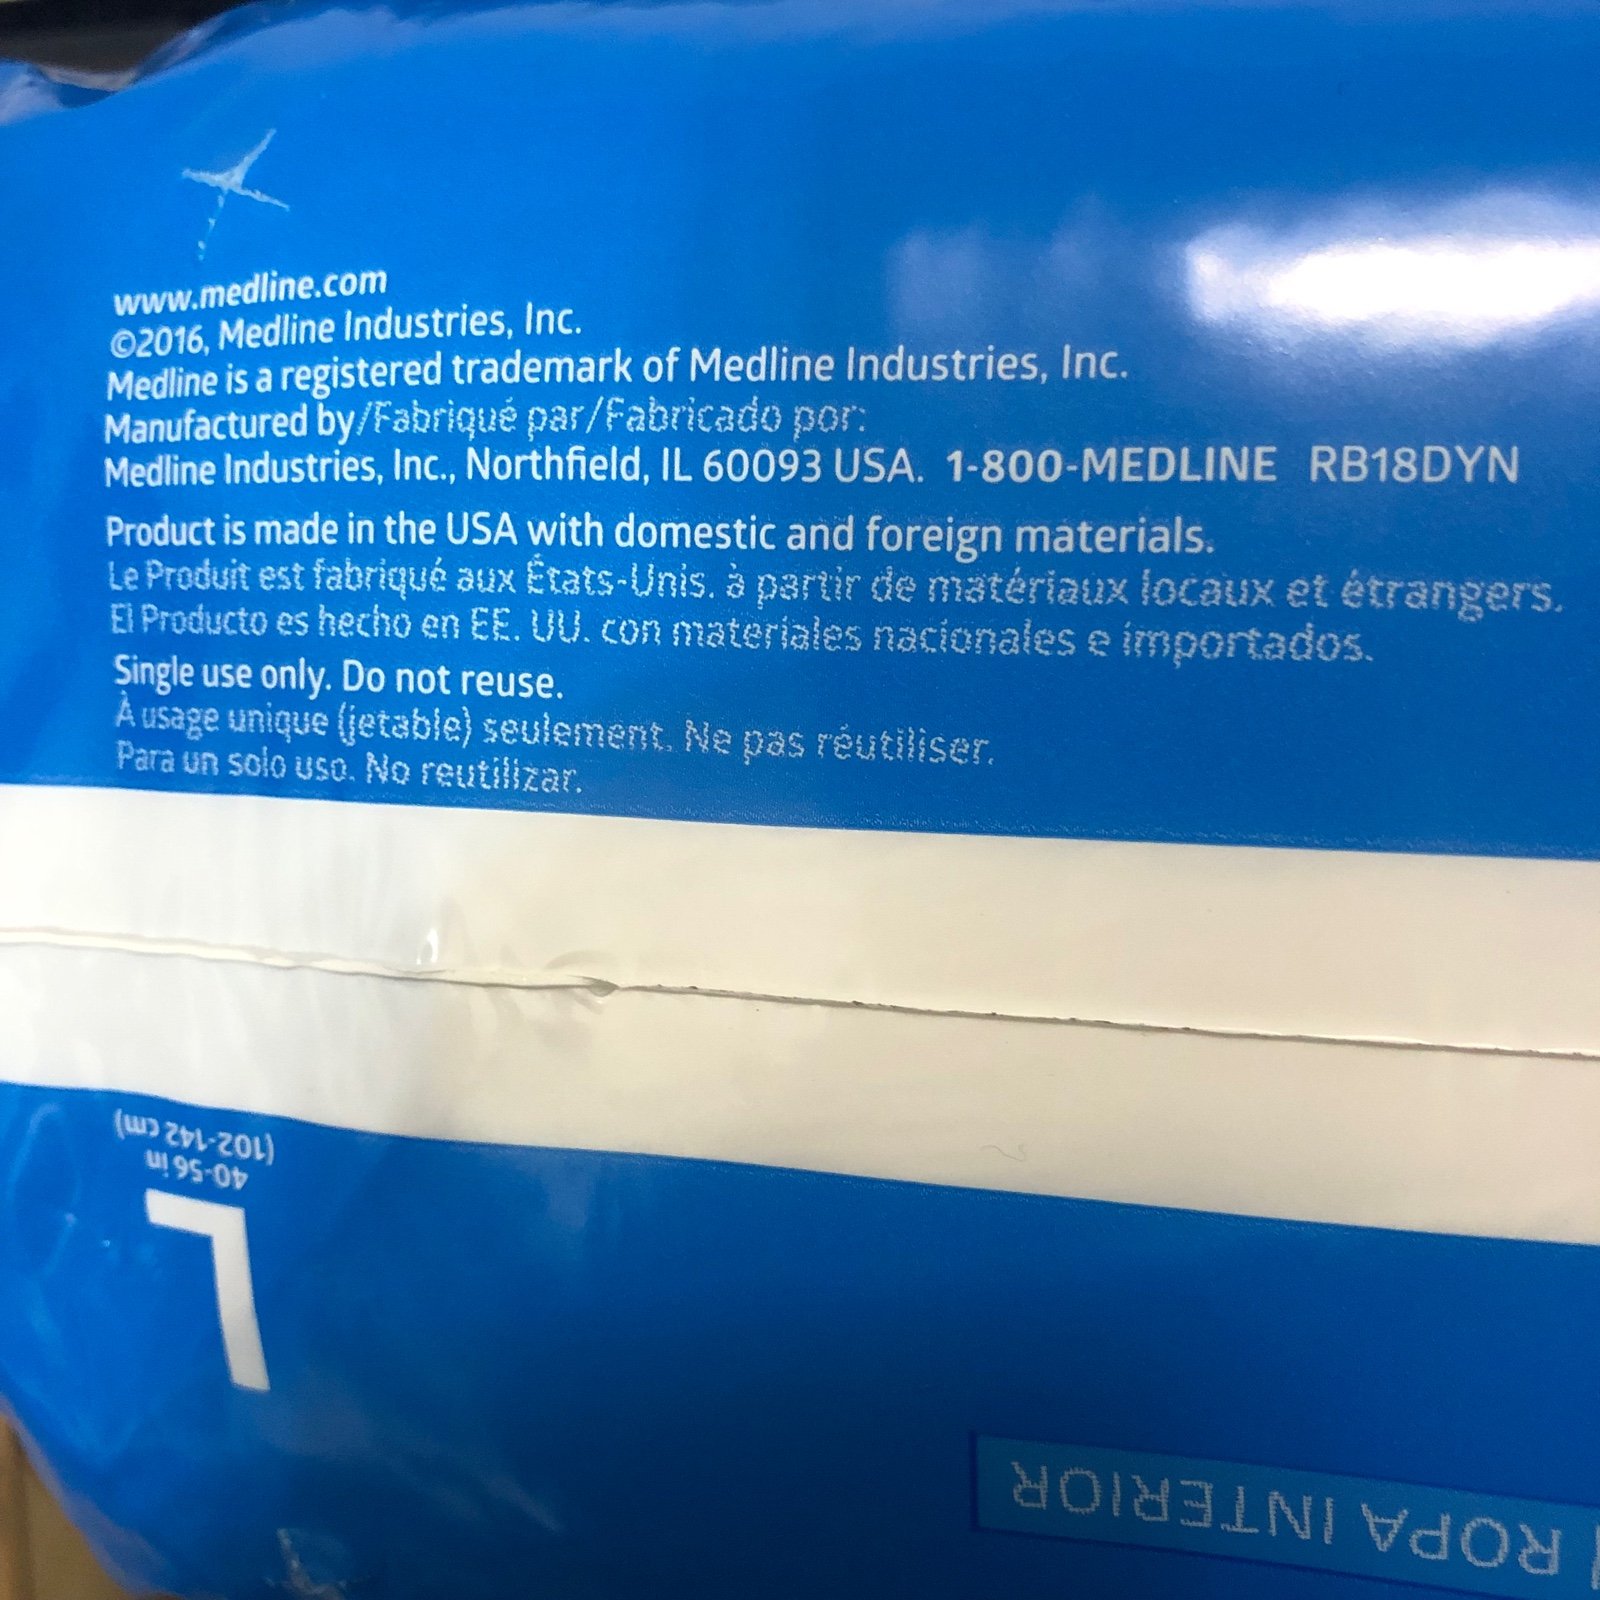 www.medline.com
©2016, Medline Industries, Inc.
Medline is a registered trademark of Medline Industries, Inc.
Manufactured by/Fabriqué par/Fabricado por:
Medline Industries, Inc., Northfield, IL 60093 USA. 1-800-MEDLINE RB18DYN
Product is made in the USA with domestic and foreign materials.
Le Produit est fabriqué aux États-Unis. à partir de matériaux locaux et étrangers.
El Producto es hecho en EE. UU. con materiales nacionales e importados.
Single use only. Do not reuse.
À usage unique (jetable) seulement. Ne pas réutiliser.
Para un solo uso. No reutilizar.
L
40-56 in
(102-142 cm)
ROPA INTERIOR